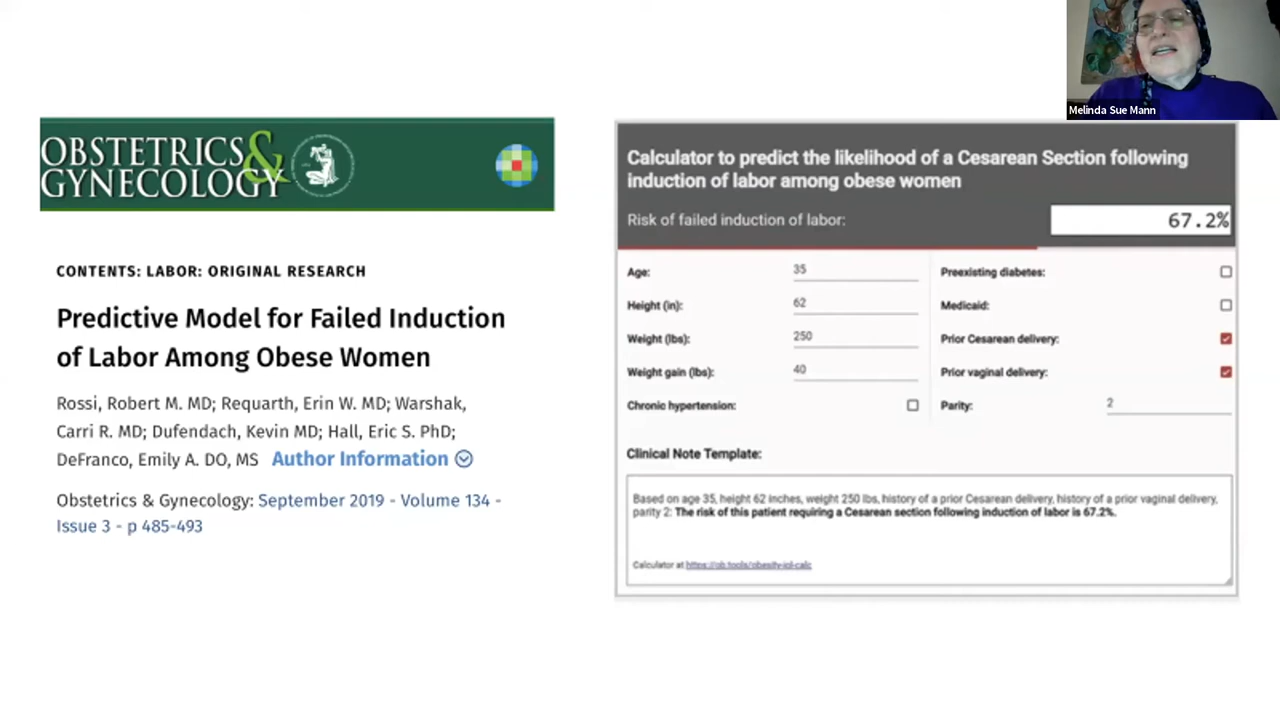 Melinda Sue Mann
OBSTETRICS &
GYNECOLOGY
CONTENTS: LABOR: ORIGINAL RESEARCH
Predictive Model for Failed Induction
of Labor Among Obese Women
Rossi, Robert M. MD; Requarth, Erin W. MD; Warshak,
Carri R. MD; Dufendach, Kevin MD; Hall, Eric S. PhD;
DeFranco, Emily A. DO, MS Author Information
Obstetrics & Gynecology: September 2019 - Volume 134 -
Issue 3 - p 485-493
Calculator to predict the likelihood of a Cesarean Section following
induction of labor among obese women
Risk of failed induction of labor: 67.2%
Age: 35
Height (in): 62
Weight (lbs): 250
Weight gain (lbs): 40
Chronic hypertension:
Preexisting diabetes:
Medicaid:
Prior Cesarean delivery:
Prior vaginal delivery:
Parity: 2
Clinical Note Template:
Based on age 35, height 62 inches, weight 250 lbs, history of a prior Cesarean delivery, history of a prior vaginal delivery,
parity 2: The risk of this patient requiring a Cesarean section following induction of labor is 67.2%.
Calculator at https://ob.tools/obesity-iol-calc